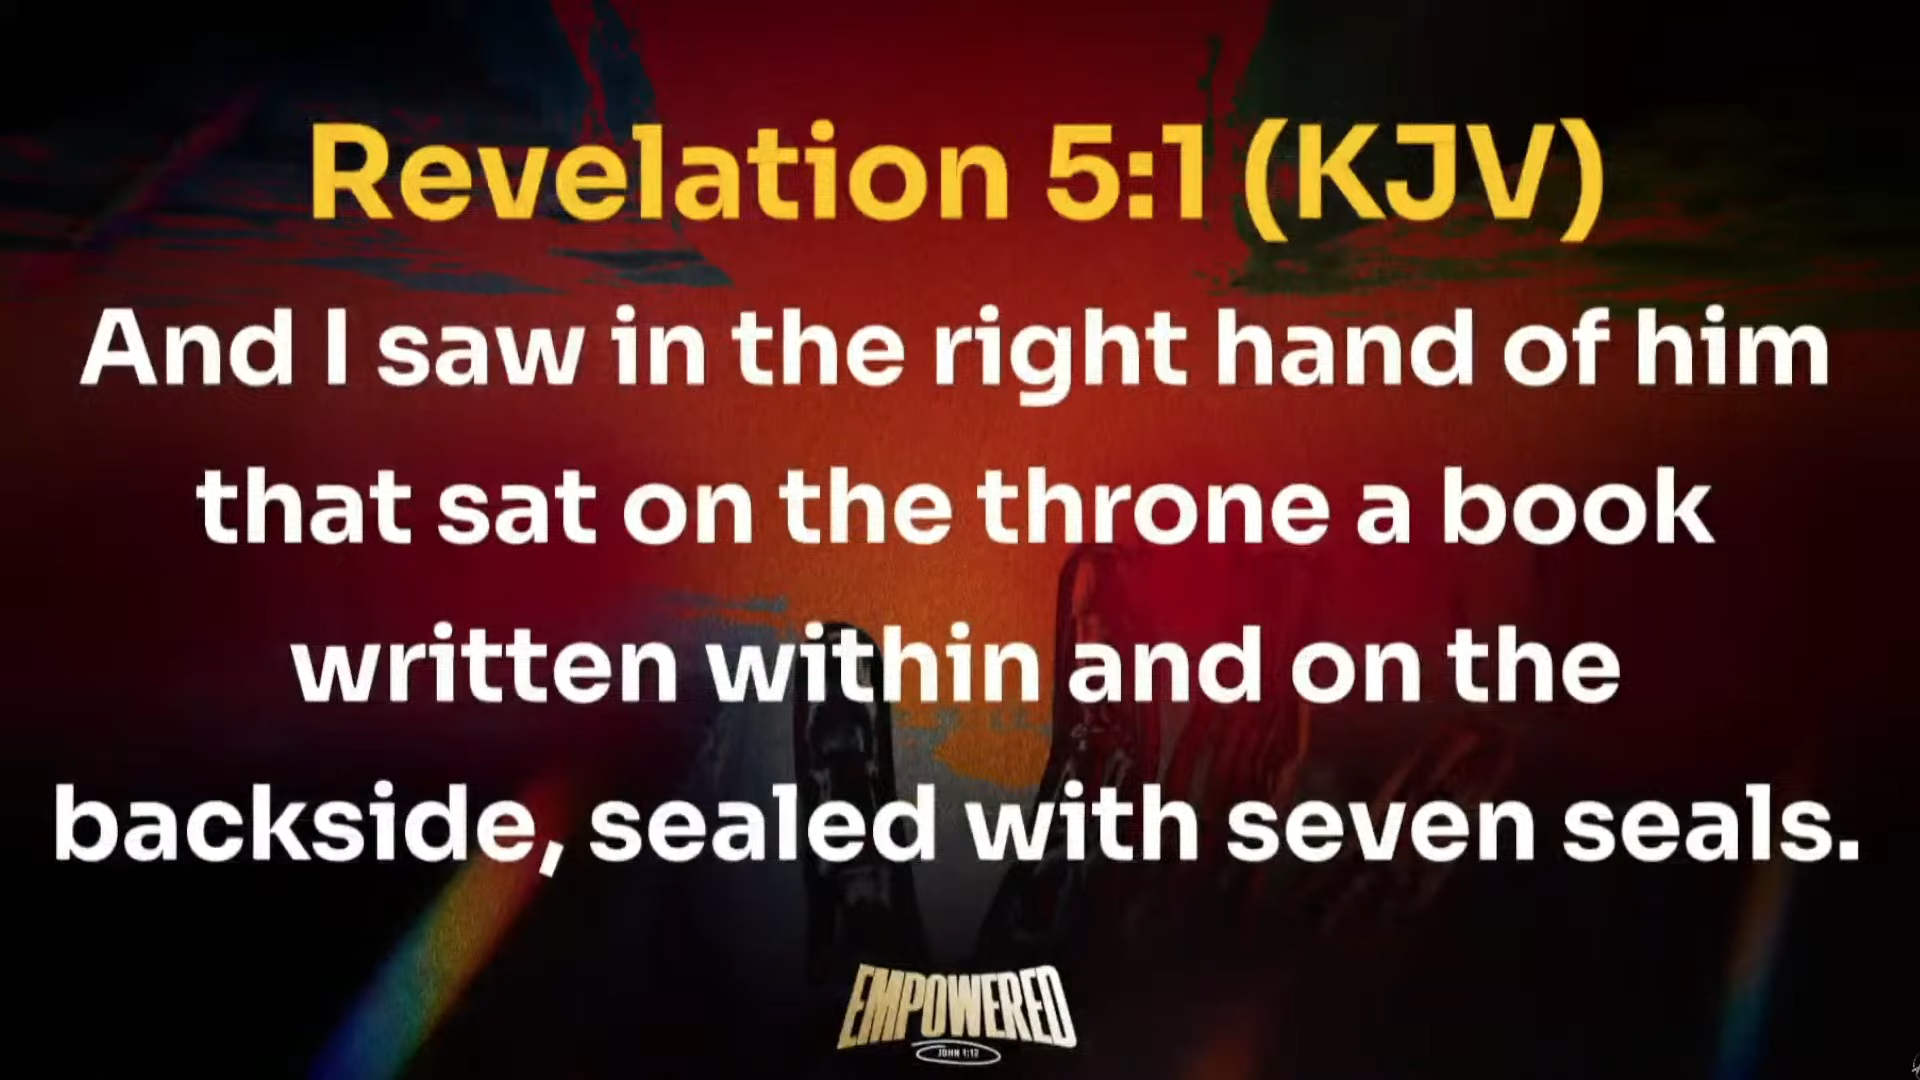 Revelation 5:1 (KJV)
And I saw in the right hand of him
that sat on the throne a book
written within and on the
backside, sealed with seven seals.
EMPOWERED
JOHN 1:12